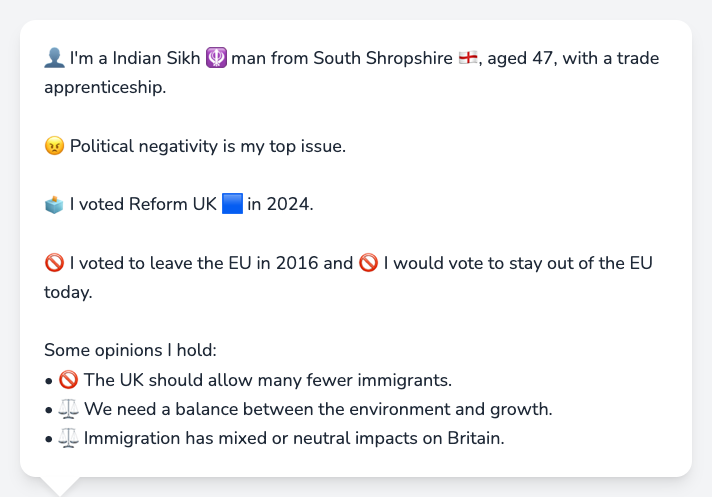 👤 I'm a Indian Sikh 🪯 man from South Shropshire 🏴󠁧󠁢󠁥󠁮󠁧󠁿, aged 47, with a trade
apprenticeship.
😠 Political negativity is my top issue.
🗳️ I voted Reform UK 🟦 in 2024.
🚫 I voted to leave the EU in 2016 and 🚫 I would vote to stay out of the EU
today.
Some opinions I hold:
• 🚫 The UK should allow many fewer immigrants.
• ⚖️ We need a balance between the environment and growth.
• ⚖️ Immigration has mixed or neutral impacts on Britain.